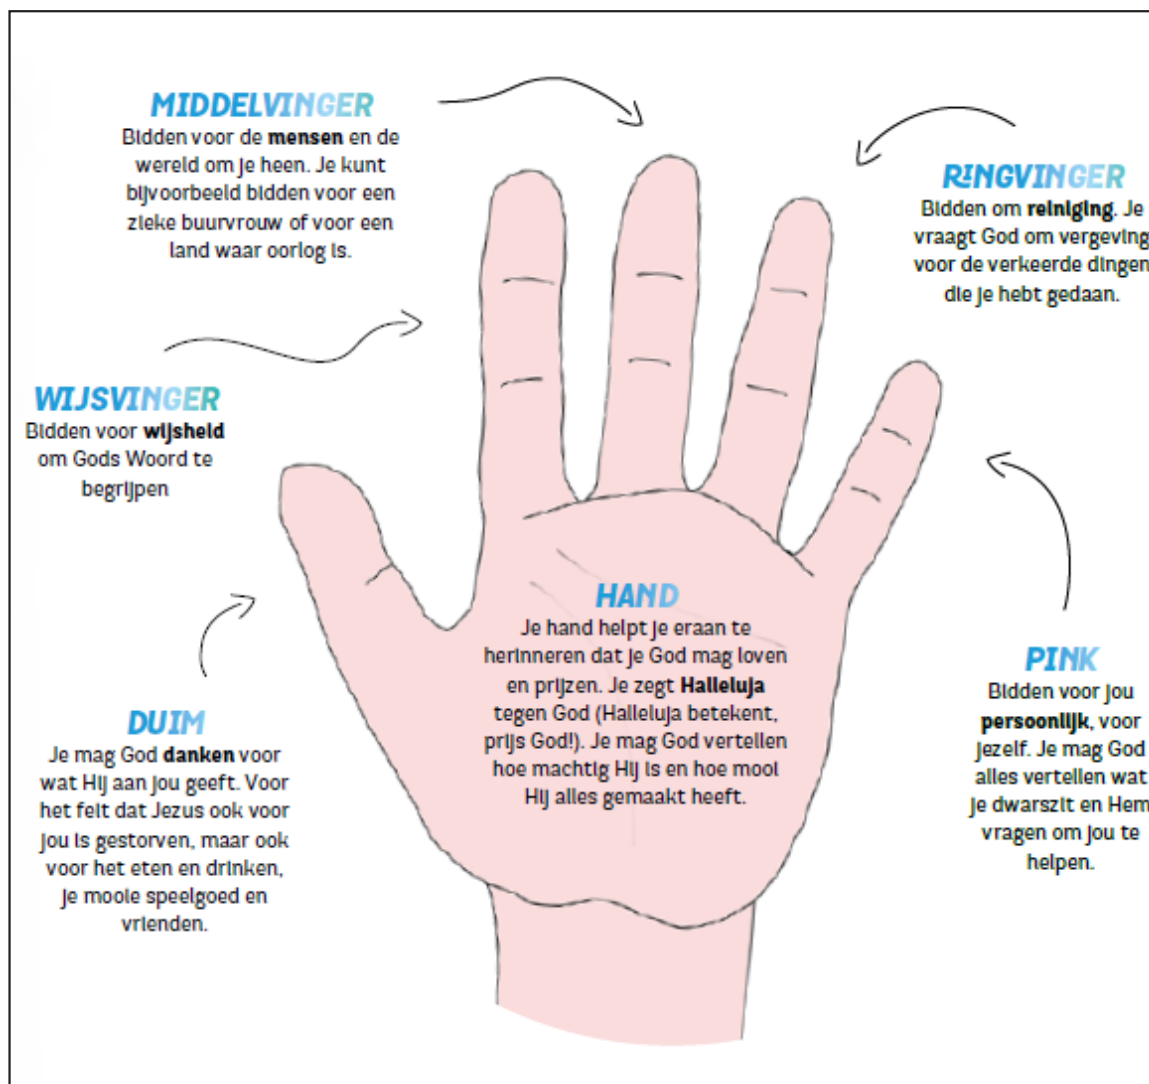 MIDDELVINGER
Bidden voor de mensen en de
wereld om je heen. Je kunt
bijvoorbeeld bidden voor een
zieke buurvrouw of voor een
land waar oorlog is.
RINGVINGER
Bidden om reiniging. Je
vraagt God om vergeving
voor de verkeerde dingen
die je hebt gedaan.
WIJSVINGER
Bidden voor wijsheid
om Gods Woord te
begrijpen
HAND
Je hand helpt je eraan te
herinneren dat je God mag loven
en prijzen. Je zegt Halleluja
tegen God (Halleluja betekent,
prijs God!). Je mag God vertellen
hoe machtig Hij is en hoe mooi
Hij alles gemaakt heeft.
PINK
Bidden voor jou
persoonlijk, voor
jezelf. Je mag God
alles vertellen wat
je dwarszit en Hem
vragen om jou te
helpen.
DUIM
Je mag God danken voor
wat Hij aan jou geeft. Voor
het feit dat Jezus ook voor
jou is gestorven, maar ook
voor het eten en drinken,
je mooie speelgoed en
vrienden.